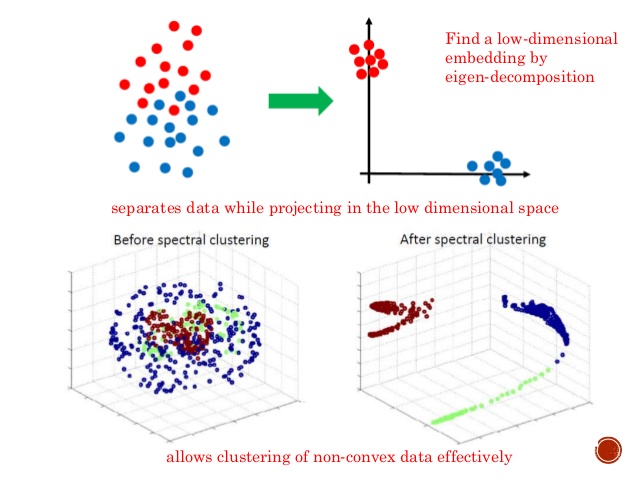 Find a low-dimensional
embedding by
eigen-decomposition
separates data while projecting in the low dimensional space
Before spectral clustering
After spectral clustering
allows clustering of non-convex data effectively